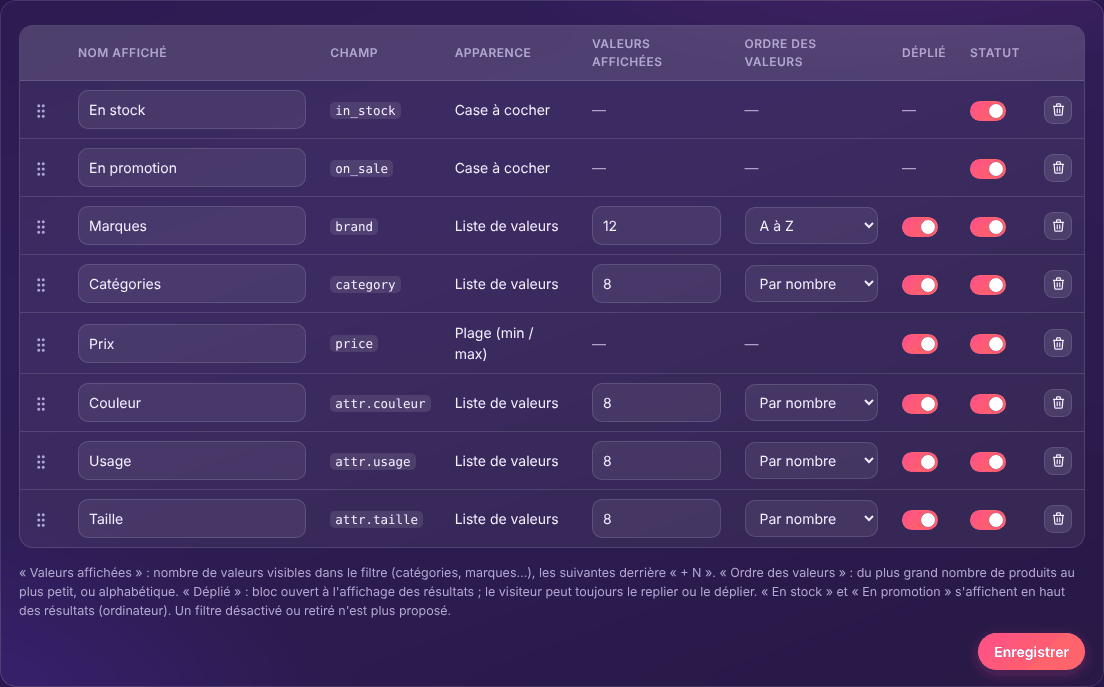 NOM AFFICHÉ CHAMP APPARENCE VALEURS AFFICHÉES ORDRE DES VALEURS DÉPLIÉ STATUT
En stock in_stock Case à cocher — — —
En promotion on_sale Case à cocher — — —
Marques brand Liste de valeurs 12 A à Z
Catégories category Liste de valeurs 8 Par nombre
Prix price Plage (min / max) — —
Couleur attr.couleur Liste de valeurs 8 Par nombre
Usage attr.usage Liste de valeurs 8 Par nombre
Taille attr.taille Liste de valeurs 8 Par nombre
« Valeurs affichées » : nombre de valeurs visibles dans le filtre (catégories, marques…), les suivantes derrière « + N ». « Ordre des valeurs » : du plus grand nombre de produits au
plus petit, ou alphabétique. « Déplié » : bloc ouvert à l'affichage des résultats ; le visiteur peut toujours le replier ou le déplier. « En stock » et « En promotion » s'affichent en haut
des résultats (ordinateur). Un filtre désactivé ou retiré n'est plus proposé.
Enregistrer